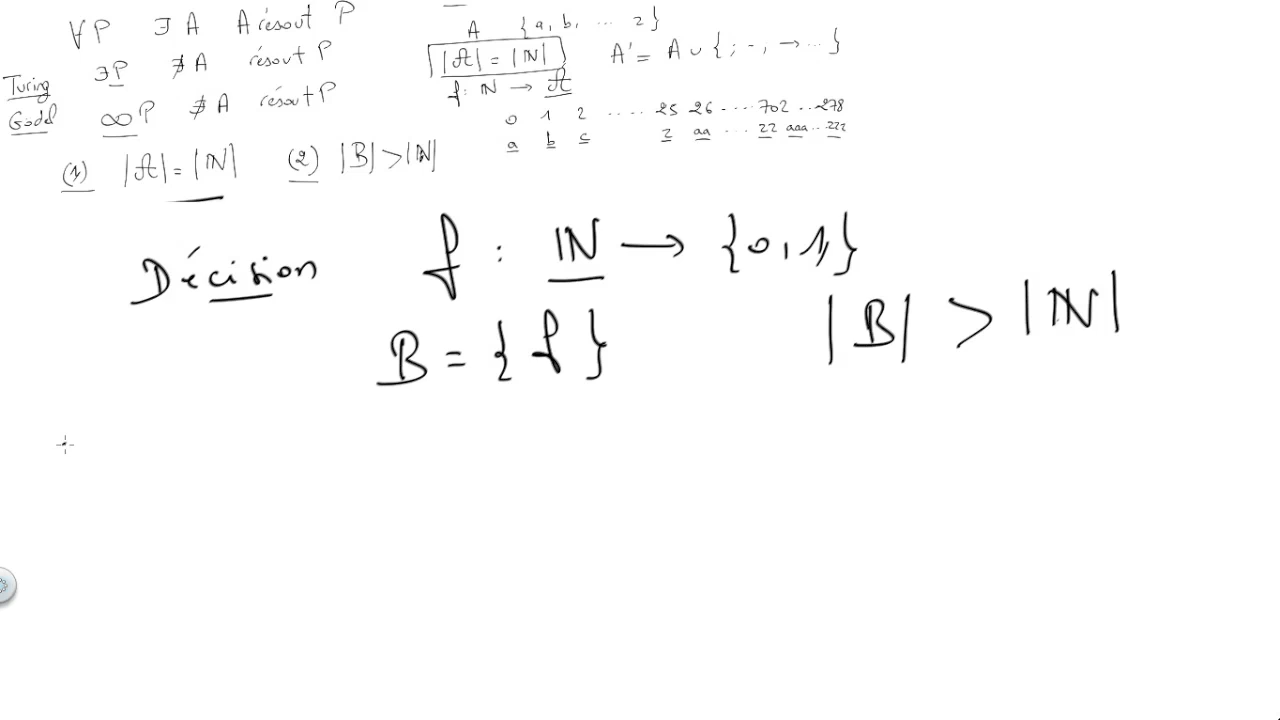 ∀P ∃A A résout P
Turing ∃P ∄A résout P
Godel ∞P ∄A résout P
(1) |𝒜| = |ℕ| (2) |B| > |ℕ|
A {a, b, ... z}
|𝒜| = |ℕ| A' = A ∪ {; -, → ...}
f: ℕ → 𝒜
0 1 2 ..... 25 26 .... 702 ... 278
a b c z aa ... zz aaa ... zzz
Décision f : ℕ → {0, 1}
B = {f} |B| > |ℕ|